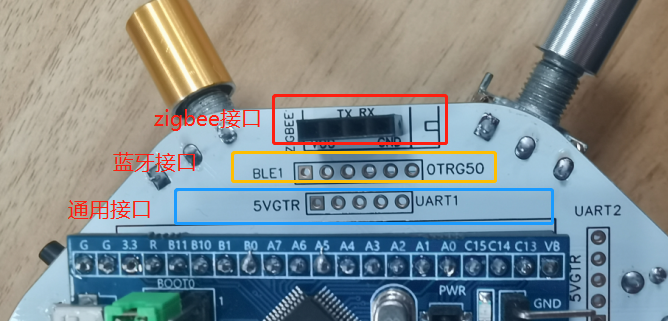 TX RX
zigbee接口
ZIGBEE
VCC GND
蓝牙接口
BLE1 0TRG50
通用接口
5VGTR UART1
UART2
5VGTR
G G 3.3 R B11 B10 B1 B0 A7 A6 A5 A4 A3 A2 A1 A0 C15 C14 C13 VB
BOOT0
1
PWR
GND